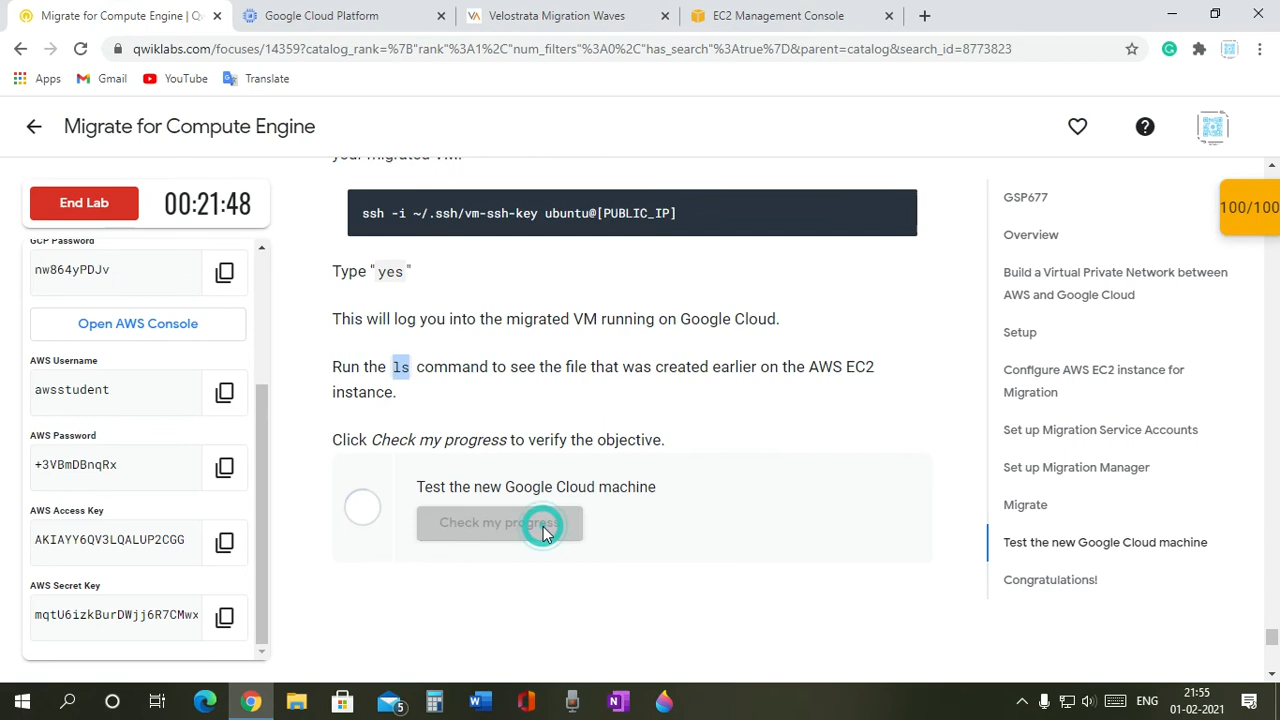 Migrate for Compute Engine | Qw
Google Cloud Platform
Velostrata Migration Waves
EC2 Management Console
qwiklabs.com/focuses/14359?catalog_rank=%7B"rank"%3A1%2C"num_filters"%3A0%2C"has_search"%3Atrue%7D&parent=catalog&search_id=8773823
Apps
Gmail
YouTube
Translate
Migrate for Compute Engine
End Lab
00:21:48
100/100
GCP Password
nw864yPDJv
Open AWS Console
AWS Username
awsstudent
AWS Password
+3VBmDBnqRx
AWS Access Key
AKIAYY6QV3LQALUP2CGG
AWS Secret Key
mqtU6izkBurDWjj6R7CMwx
your migrated VM.
ssh -i ~/.ssh/vm-ssh-key ubuntu@[PUBLIC_IP]
Type "yes"
This will log you into the migrated VM running on Google Cloud.
Run the ls command to see the file that was created earlier on the AWS EC2
instance.
Click Check my progress to verify the objective.
Test the new Google Cloud machine
Check my progress
GSP677
Overview
Build a Virtual Private Network between
AWS and Google Cloud
Setup
Configure AWS EC2 instance for
Migration
Set up Migration Service Accounts
Set up Migration Manager
Migrate
Test the new Google Cloud machine
Congratulations!
5
ENG
21:55
01-02-2021